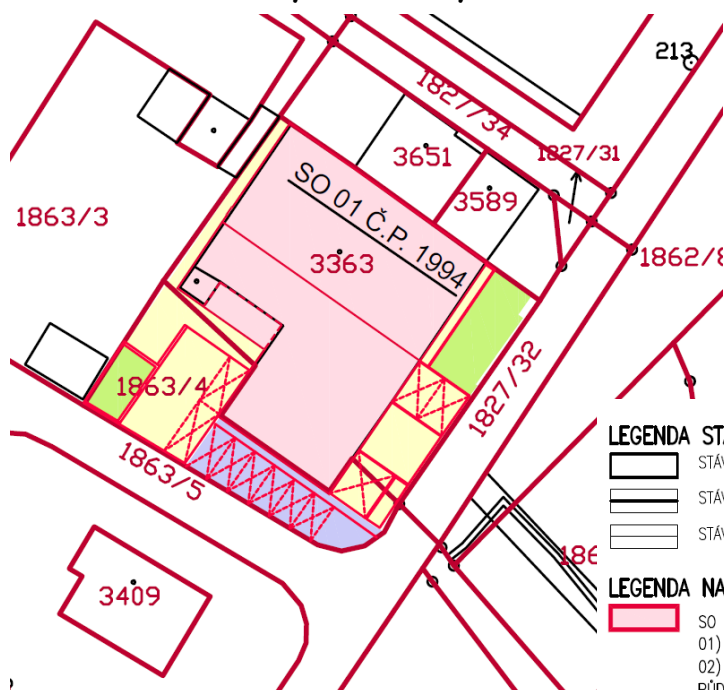 213
1827/34
1827/31
3651
3589
1863/3
SO 01 Č.P. 1994
3363
1862/8
1863/4
1827/32
1863/5
186
3409
LEGENDA STÁ
STÁV
STÁV
STÁV
LEGENDA NA
SO
01)
02)